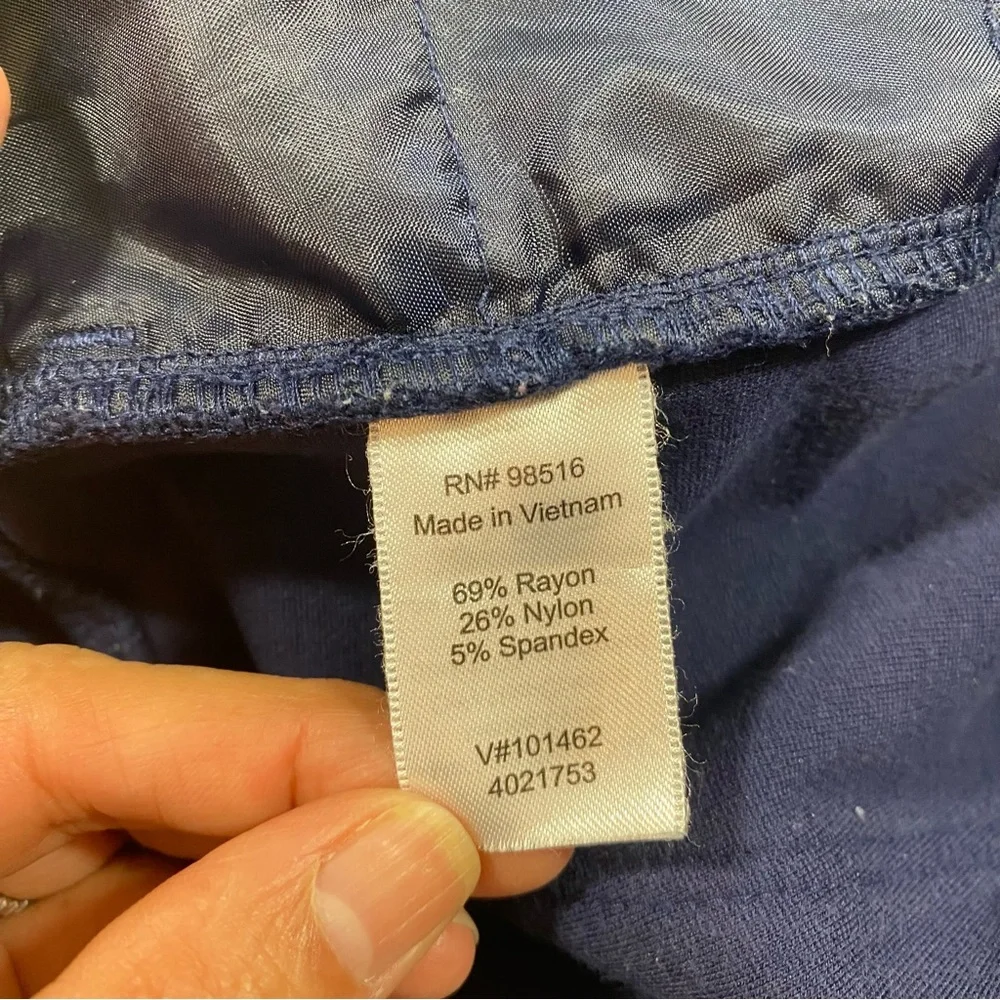 RN# 98516
Made in Vietnam
69% Rayon
26% Nylon
5% Spandex
V#101462
4021753